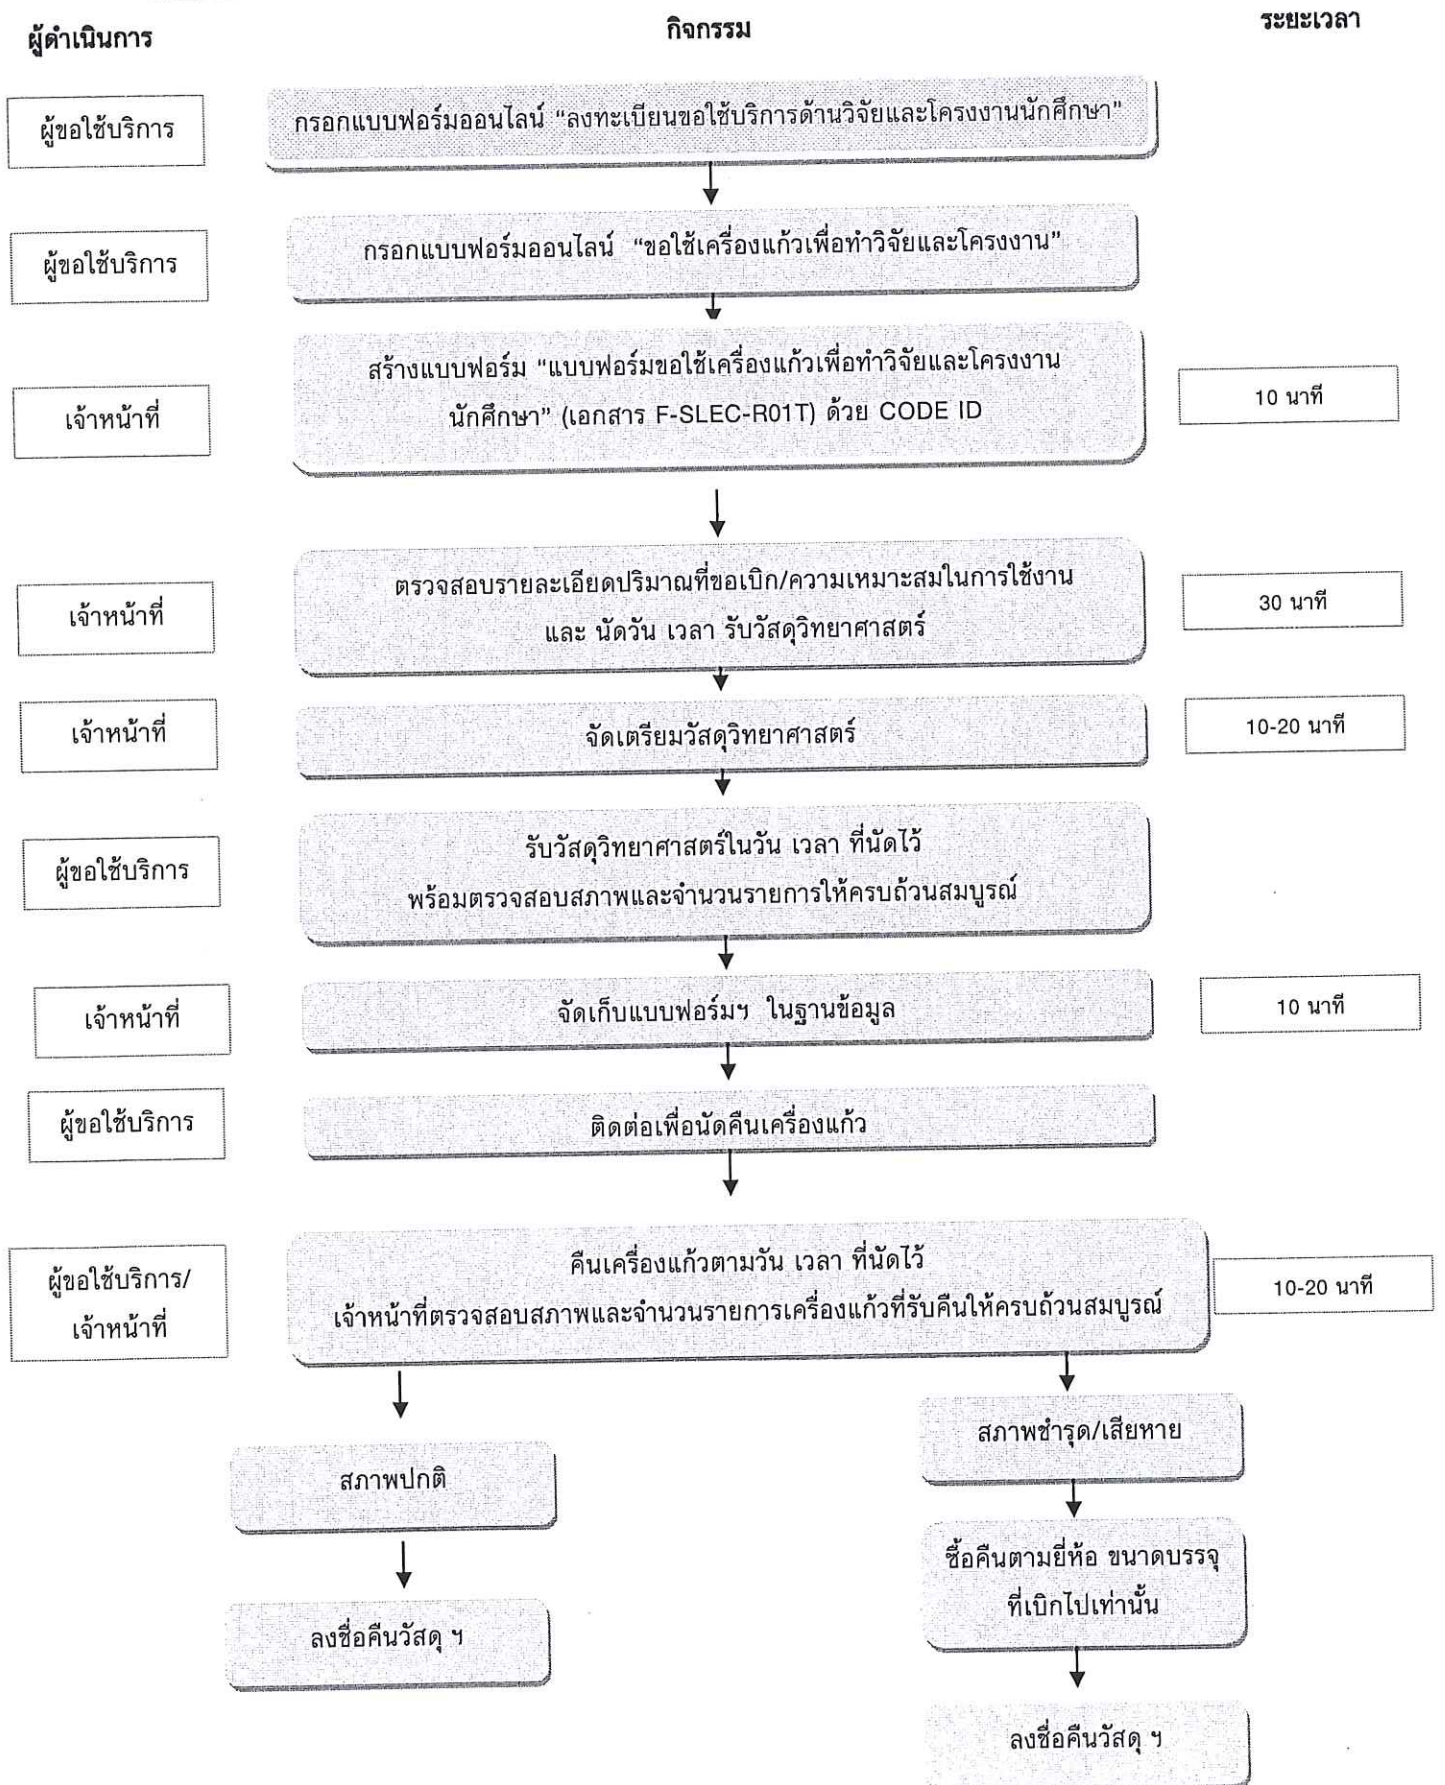 ผู้ดำเนินการ
กิจกรรม
ระยะเวลา
ผู้ขอใช้บริการ
กรอกแบบฟอร์มออนไลน์ “ลงทะเบียนขอใช้บริการด้านวิจัยและโครงงานนักศึกษา”
ผู้ขอใช้บริการ
กรอกแบบฟอร์มออนไลน์ “ขอใช้เครื่องแก้วเพื่อทำวิจัยและโครงงาน”
เจ้าหน้าที่
สร้างแบบฟอร์ม “แบบฟอร์มขอใช้เครื่องแก้วเพื่อทำวิจัยและโครงงาน
นักศึกษา” (เอกสาร F-SLEC-R01T) ด้วย CODE ID
10 นาที
เจ้าหน้าที่
ตรวจสอบรายละเอียดปริมาณที่ขอเบิก/ความเหมาะสมในการใช้งาน
และ นัดวัน เวลา รับวัสดุวิทยาศาสตร์
30 นาที
เจ้าหน้าที่
จัดเตรียมวัสดุวิทยาศาสตร์
10-20 นาที
ผู้ขอใช้บริการ
รับวัสดุวิทยาศาสตร์ในวัน เวลา ที่นัดไว้
พร้อมตรวจสอบสภาพและจำนวนรายการให้ครบถ้วนสมบูรณ์
เจ้าหน้าที่
จัดเก็บแบบฟอร์มฯ ในฐานข้อมูล
10 นาที
ผู้ขอใช้บริการ
ติดต่อเพื่อนัดคืนเครื่องแก้ว
ผู้ขอใช้บริการ/
เจ้าหน้าที่
คืนเครื่องแก้วตามวัน เวลา ที่นัดไว้
เจ้าหน้าที่ตรวจสอบสภาพและจำนวนรายการเครื่องแก้วที่รับคืนให้ครบถ้วนสมบูรณ์
10-20 นาที
สภาพปกติ
ลงชื่อคืนวัสดุ ฯ
สภาพชำรุด/เสียหาย
ซื้อคืนตามยี่ห้อ ขนาดบรรจุ
ที่เบิกไปเท่านั้น
ลงชื่อคืนวัสดุ ฯ